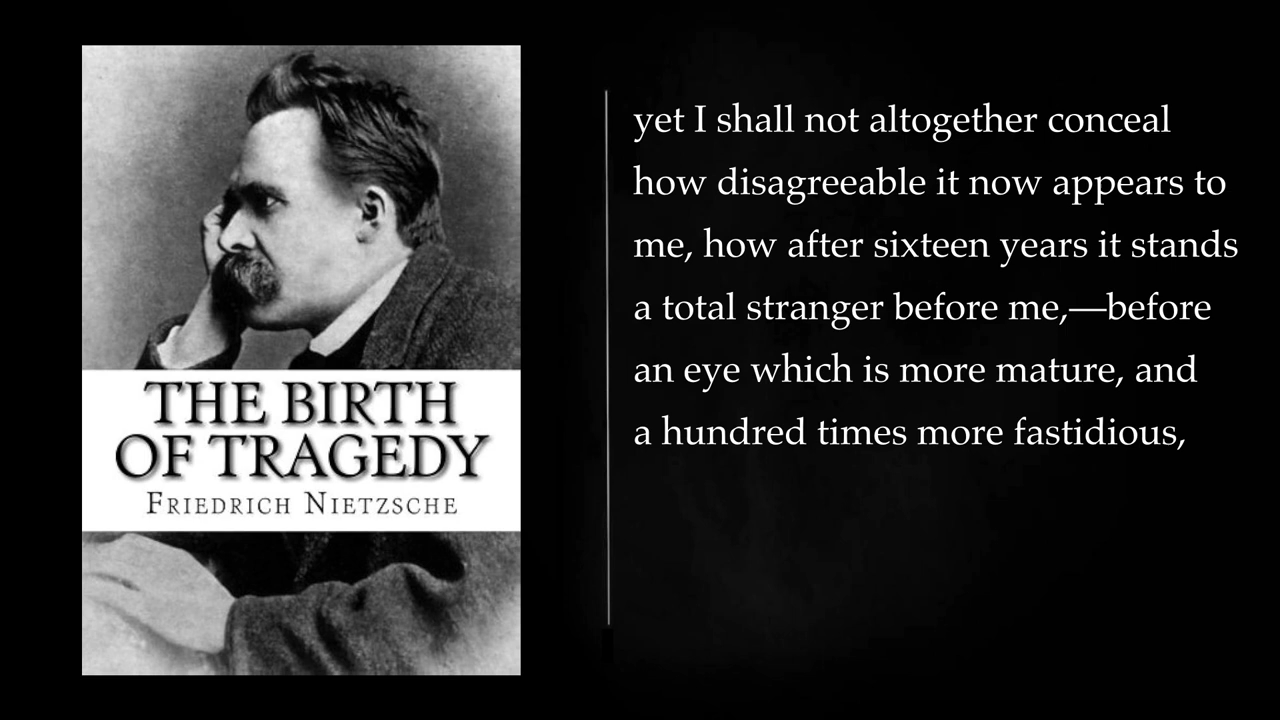 THE BIRTH
OF TRAGEDY
FRIEDRICH NIETZSCHE
yet I shall not altogether conceal
how disagreeable it now appears to
me, how after sixteen years it stands
a total stranger before me,—before
an eye which is more mature, and
a hundred times more fastidious,